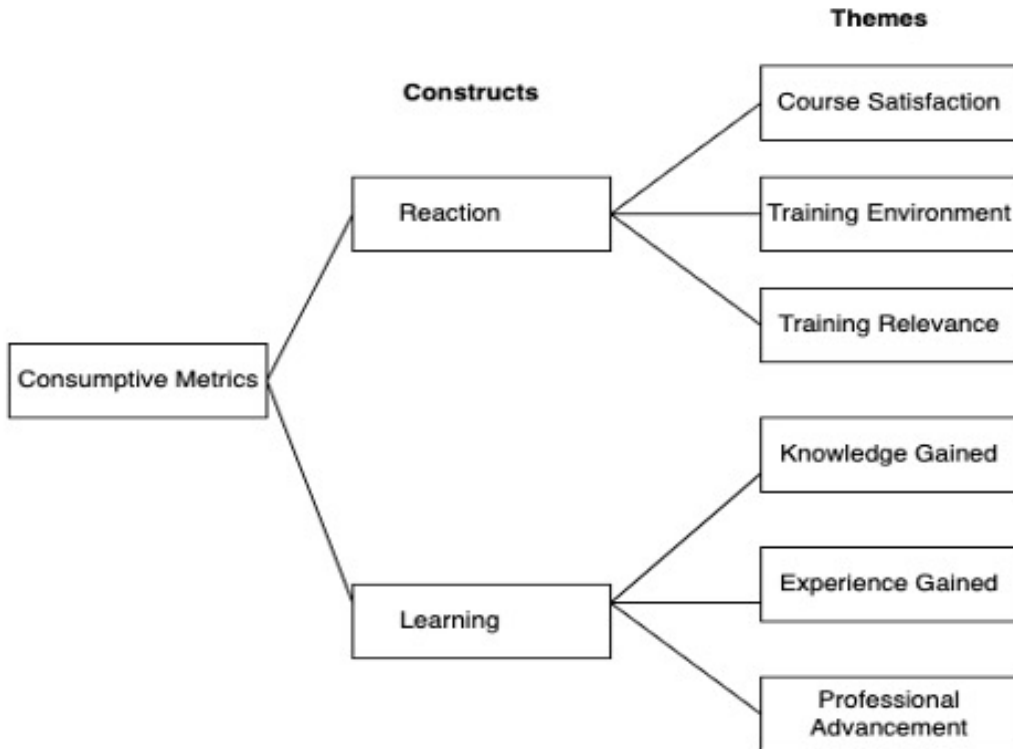 Themes
Constructs
Course Satisfaction
Reaction
Training Environment
Training Relevance
Consumptive Metrics
Knowledge Gained
Experience Gained
Learning
Professional
Advancement